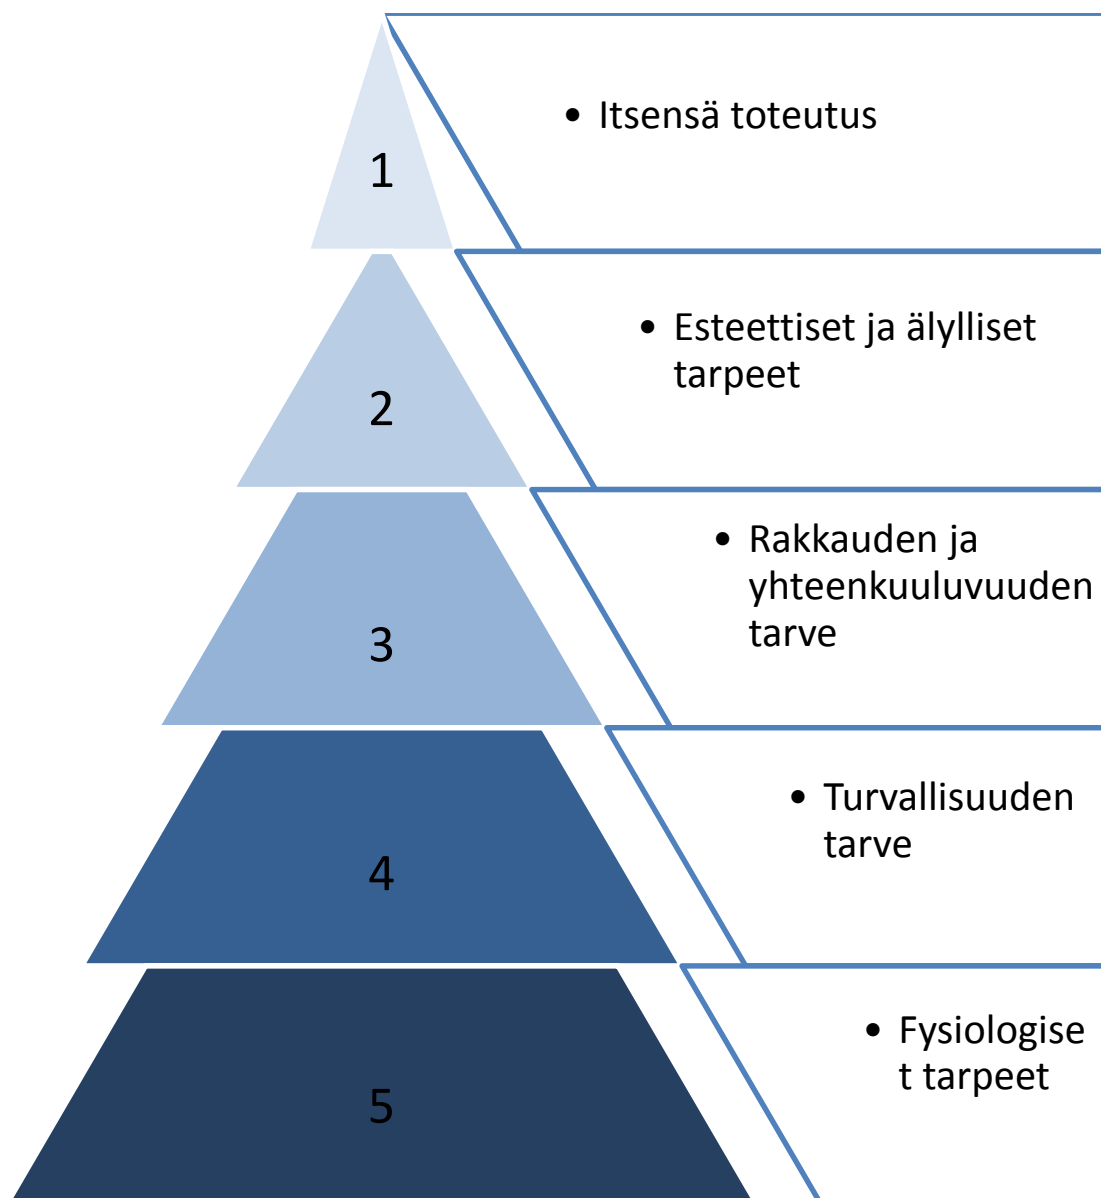 1
• Itsensä toteutus
2
• Esteettiset ja älylliset
tarpeet
3
• Rakkauden ja
yhteenkuuluvuuden
tarve
4
• Turvallisuuden
tarve
5
• Fysiologise
t tarpeet